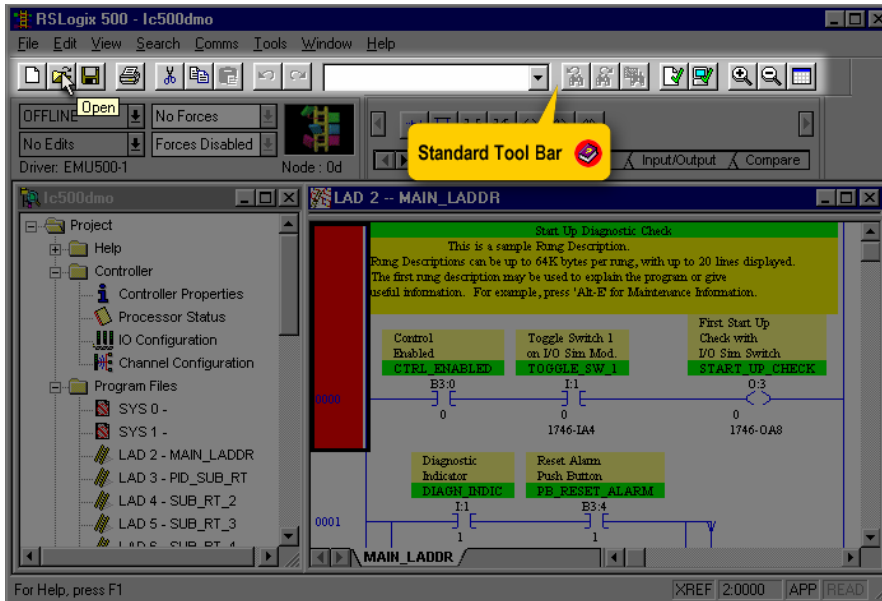 RSLogix 500 - lc500dmo
File Edit View Search Comms Tools Window Help
Open
OFFLINE No Forces
No Edits Forces Disabled
Driver: EMU500-1 Node : 0d
Standard Tool Bar
Input/Output Compare
lc500dmo
Project
Help
Controller
Controller Properties
Processor Status
IO Configuration
Channel Configuration
Program Files
SYS 0 -
SYS 1 -
LAD 2 - MAIN_LADDR
LAD 3 - PID_SUB_RT
LAD 4 - SUB_RT_2
LAD 5 - SUB_RT_3
LAD 6 - SUB_RT_4
LAD 2 -- MAIN_LADDR
Start Up Diagnostic Check
This is a sample Rung Description.
Rung Descriptions can be up to 64K bytes per rung, with up to 20 lines displayed.
The first rung description may be used to explain the program or give
useful information. For example, press 'Alt-E' for Maintenance Information.
Control
Enabled
CTRL_ENABLED
B3:0
0
Toggle Switch 1
on I/O Sim Mod.
TOGGLE_SW_1
I:1
0
1746-IA4
First Start Up
Check with
I/O Sim Switch
START_UP_CHECK
O:3
0
1746-OA8
0000
Diagnostic
Indicator
DIAGN_INDIC
I:1
1
Reset Alarm
Push Button
PB_RESET_ALARM
B3:4
1
0001
MAIN_LADDR
For Help, press F1
XREF 2:0000 APP READ